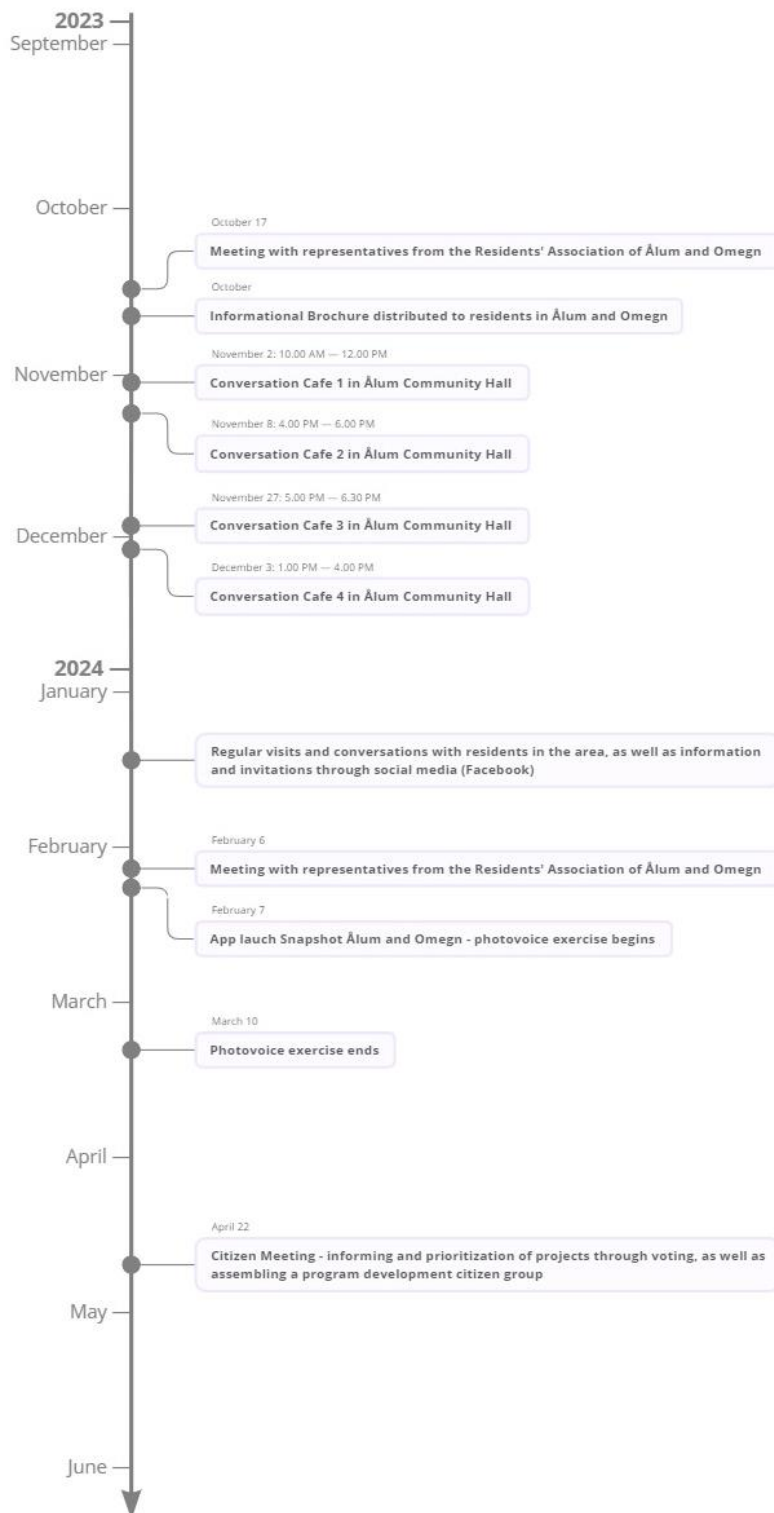 2023
September
October
October 17
Meeting with representatives from the Residents' Association of Ålum and Omegn
October
Informational Brochure distributed to residents in Ålum and Omegn
November 2: 10.00 AM — 12.00 PM
November
Conversation Cafe 1 in Ålum Community Hall
November 8: 4.00 PM — 6.00 PM
Conversation Cafe 2 in Ålum Community Hall
November 27: 5.00 PM — 6.30 PM
Conversation Cafe 3 in Ålum Community Hall
December
December 3: 1.00 PM — 4.00 PM
Conversation Cafe 4 in Ålum Community Hall
2024
January
Regular visits and conversations with residents in the area, as well as information
and invitations through social media (Facebook)
February
February 6
Meeting with representatives from the Residents' Association of Ålum and Omegn
February 7
App lauch Snapshot Ålum and Omegn - photovoice exercise begins
March
March 10
Photovoice exercise ends
April
April 22
Citizen Meeting - informing and prioritization of projects through voting, as well as
assembling a program development citizen group
May
June